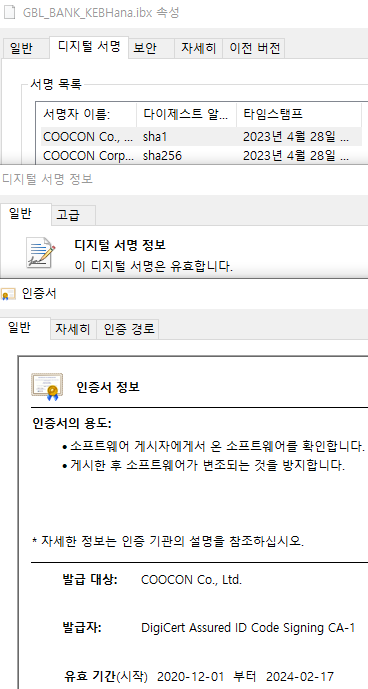 GBL_BANK_KEBHana.ibx 속성
일반 디지털 서명 보안 자세히 이전 버전
서명 목록
서명자 이름: 다이제스트 알... 타임스탬프
COOCON Co., ... sha1 2023년 4월 28일 ...
COOCON Corp... sha256 2023년 4월 28일 ...
디지털 서명 정보
일반 고급
디지털 서명 정보
이 디지털 서명은 유효합니다.
인증서
일반 자세히 인증 경로
인증서 정보
인증서의 용도:
• 소프트웨어 게시자에게서 온 소프트웨어를 확인합니다.
• 게시한 후 소프트웨어가 변조되는 것을 방지합니다.
* 자세한 정보는 인증 기관의 설명을 참조하십시오.
발급 대상: COOCON Co., Ltd.
발급자: DigiCert Assured ID Code Signing CA-1
유효 기간(시작) 2020-12-01 부터 2024-02-17